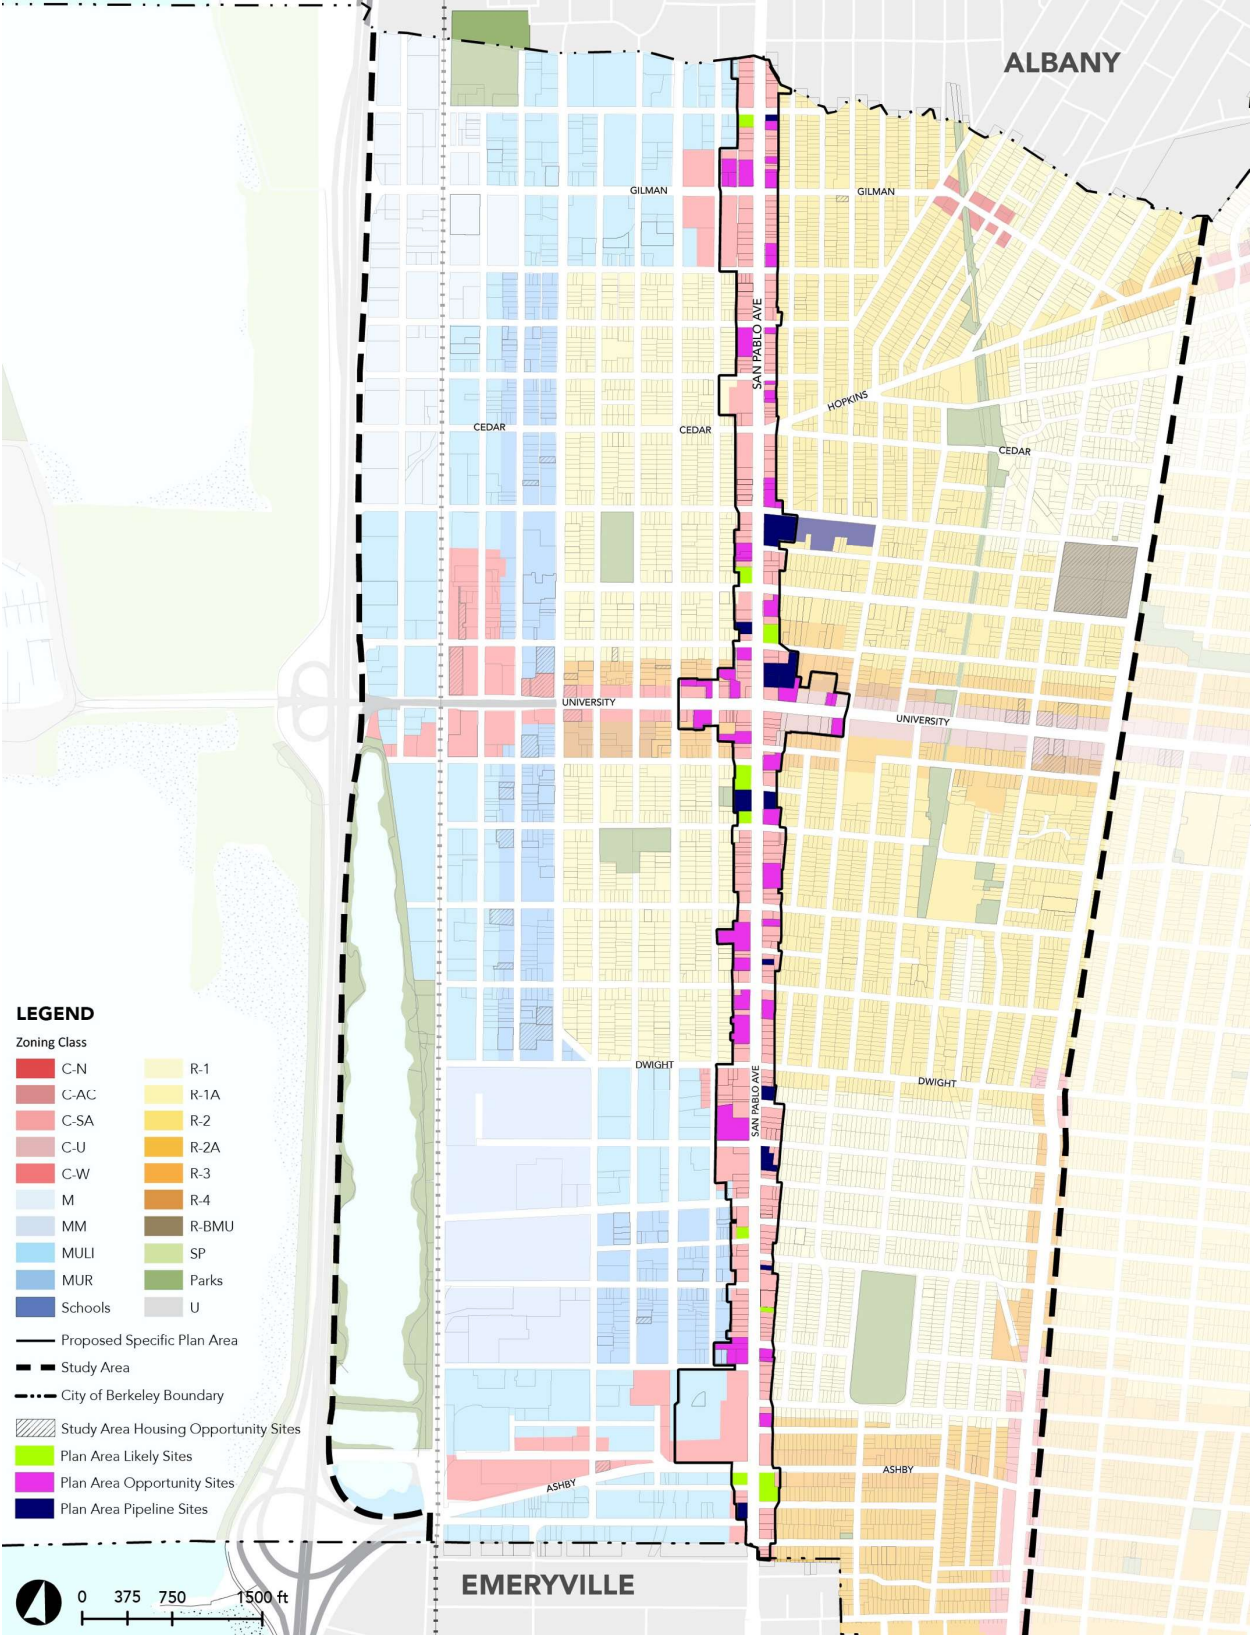 ALBANY
GILMAN
GILMAN
SAN PABLO AVE
HOPKINS
CEDAR
CEDAR
CEDAR
UNIVERSITY
UNIVERSITY
DWIGHT
DWIGHT
SAN PABLO AVE
ASHBY
ASHBY
EMERYVILLE
LEGEND
Zoning Class
C-N
C-AC
C-SA
C-U
C-W
M
MM
MULI
MUR
Schools
R-1
R-1A
R-2
R-2A
R-3
R-4
R-BMU
SP
Parks
U
Proposed Specific Plan Area
Study Area
City of Berkeley Boundary
Study Area Housing Opportunity Sites
Plan Area Likely Sites
Plan Area Opportunity Sites
Plan Area Pipeline Sites
0 375 750 1500 ft